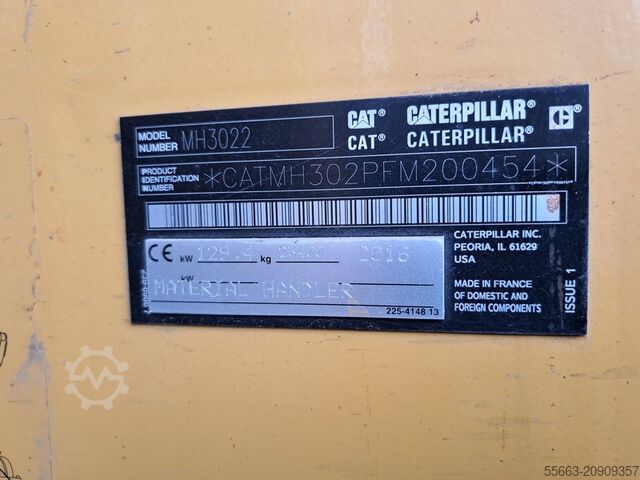 MODEL NUMBER MH3022
CAT® CATERPILLAR®
CAT® CATERPILLAR®
PRODUCT IDENTIFICATION NUMBER *CATMH302PFM200454*
CE kW 129.4 kg 2016
kW
MATERIAL HANDLER
225-4148 13
CATERPILLAR INC.
PEORIA, IL 61629
USA
MADE IN FRANCE
OF DOMESTIC AND
FOREIGN COMPONENTS
ISSUE 1
55663-20909357